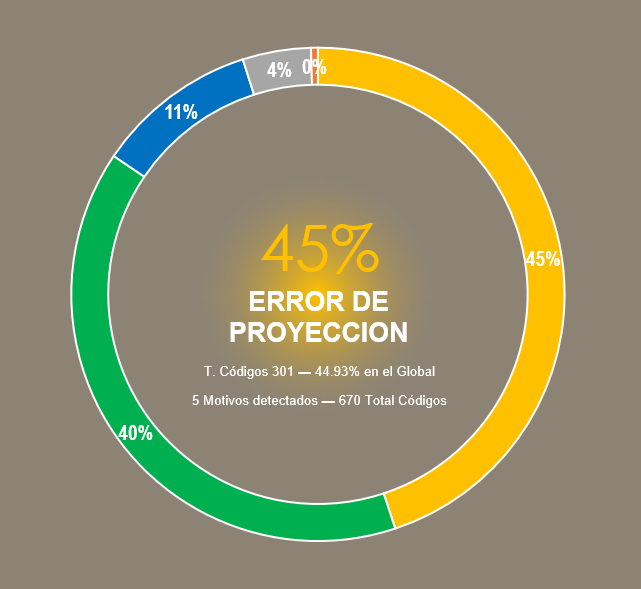 4%
0%
11%
45%
45%
ERROR DE
PROYECCION
T. Códigos 301 — 44.93% en el Global
5 Motivos detectados — 670 Total Códigos
40%